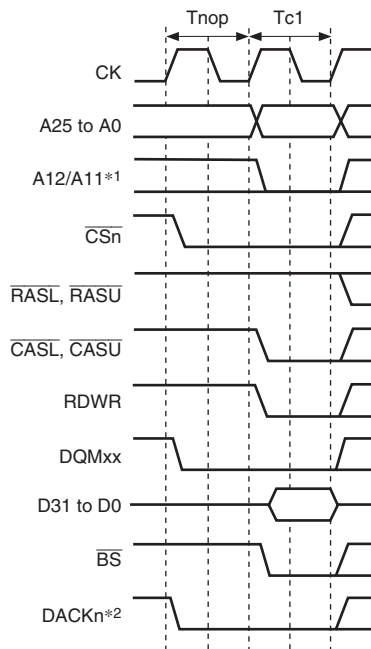 Tnop Tc1
CK
A25 to A0
A12/A11*1
CSn
RASL, RASU
CASL, CASU
RDWR
DQMxx
D31 to D0
BS
DACKn*2